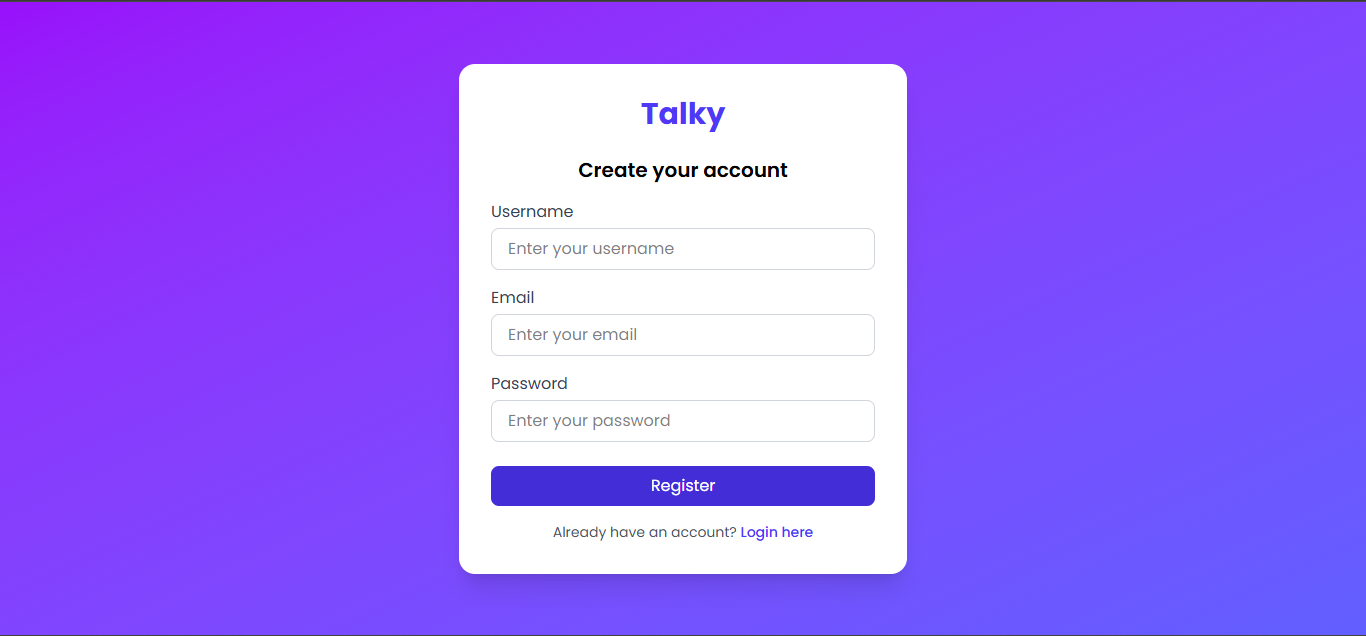 Talky
Create your account
Username
Enter your username
Email
Enter your email
Password
Enter your password
Register
Already have an account? Login here